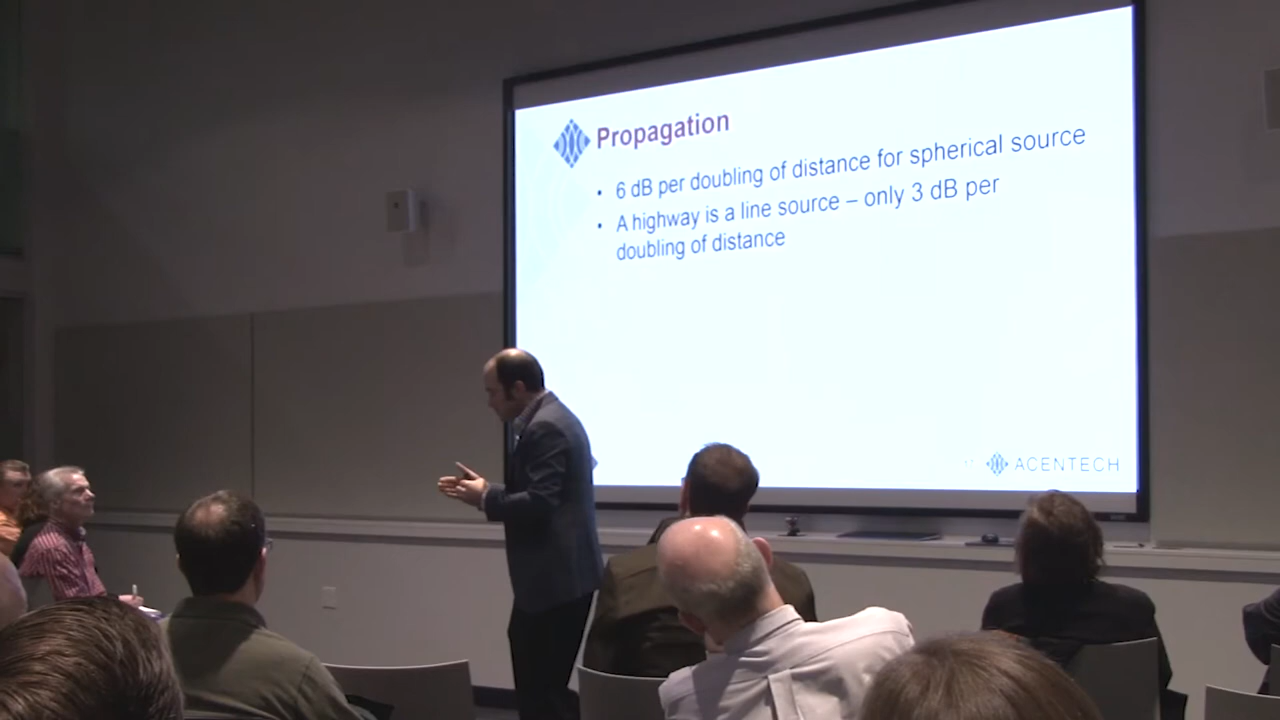 Propagation
• 6 dB per doubling of distance for spherical source
• A highway is a line source – only 3 dB per
doubling of distance
ACENTECH